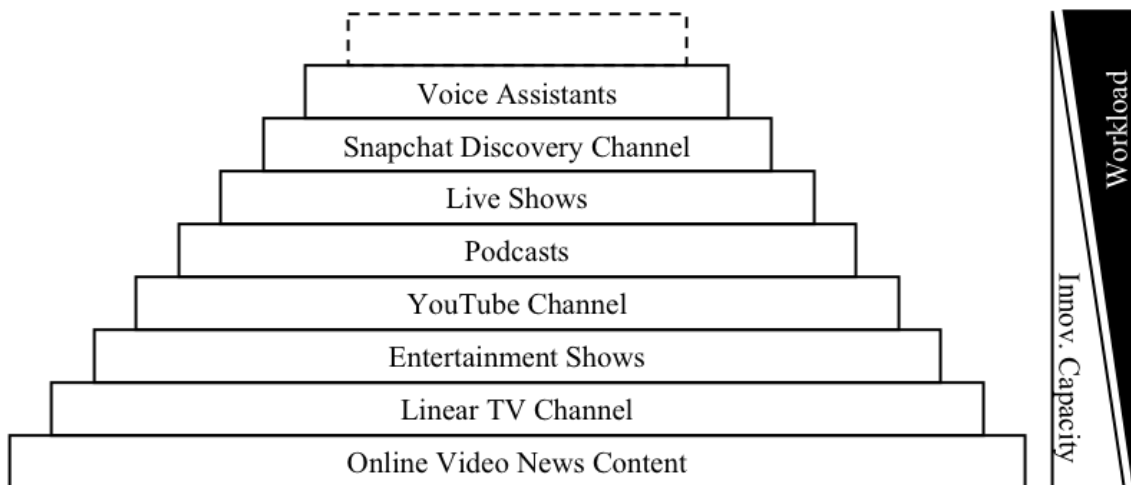 Voice Assistants
Snapchat Discovery Channel
Live Shows
Podcasts
YouTube Channel
Entertainment Shows
Linear TV Channel
Online Video News Content
Workload
Innov. Capacity